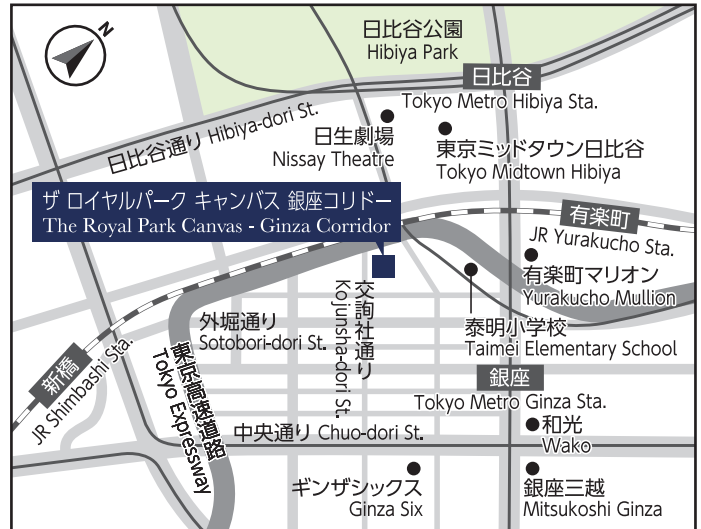 N
日比谷公園
Hibiya Park
日比谷
Tokyo Metro Hibiya Sta.
日比谷通り Hibiya-dori St.
日生劇場
Nissay Theatre
東京ミッドタウン日比谷
Tokyo Midtown Hibiya
ザ ロイヤルパーク キャンバス 銀座コリドー
The Royal Park Canvas - Ginza Corridor
有楽町
JR Yurakucho Sta.
有楽町マリオン
Yurakucho Mullion
交詢社通り
Kojunsha-dori St.
外堀通り
Sotobori-dori St.
泰明小学校
Taimei Elementary School
新橋
JR Shimbashi Sta.
東京高速道路
Tokyo Expressway
銀座
Tokyo Metro Ginza Sta.
中央通り Chuo-dori St.
和光
Wako
ギンザシックス
Ginza Six
銀座三越
Mitsukoshi Ginza